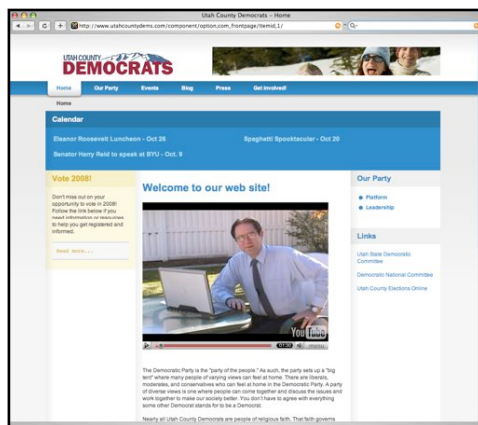 Utah County Democrats – Home
http://www.utahcountydems.com/component/option,com_frontpage/Itemid,1/
Q-
UTAH COUNTY
DEMOCRATS
Home
Our Party
Events
Blog
Press
Get Involved!
Home
Calendar
Eleanor Roosevelt Luncheon - Oct 26
Spaghetti Spooktacular - Oct 20
Senator Harry Reid to speak at BYU - Oct. 9
Vote 2008!
Don't miss out on your
opportunity to vote in 2008!
Follow the link below if you
need information or resources
to help you get registered and
informed.
Read more...
Welcome to our web site!
YouTube
menu
The Democratic Party is the "party of the people." As such, the party sets up a "big
tent" where many people of varying views can feel at home. There are liberals,
moderates, and conservatives who can feel at home in the Democratic Party. A party
of diverse views is one where people can come together and discuss the issues and
work together to make our society better. You don't have to agree with everything
some other Democrat stands for to be a Democrat.
Nearly all Utah County Democrats are people of religious faith. That faith governs
Our Party
Platform
Leadership
Links
Utah State Democratic
Committee
Democratic National Committee
Utah County Elections Online